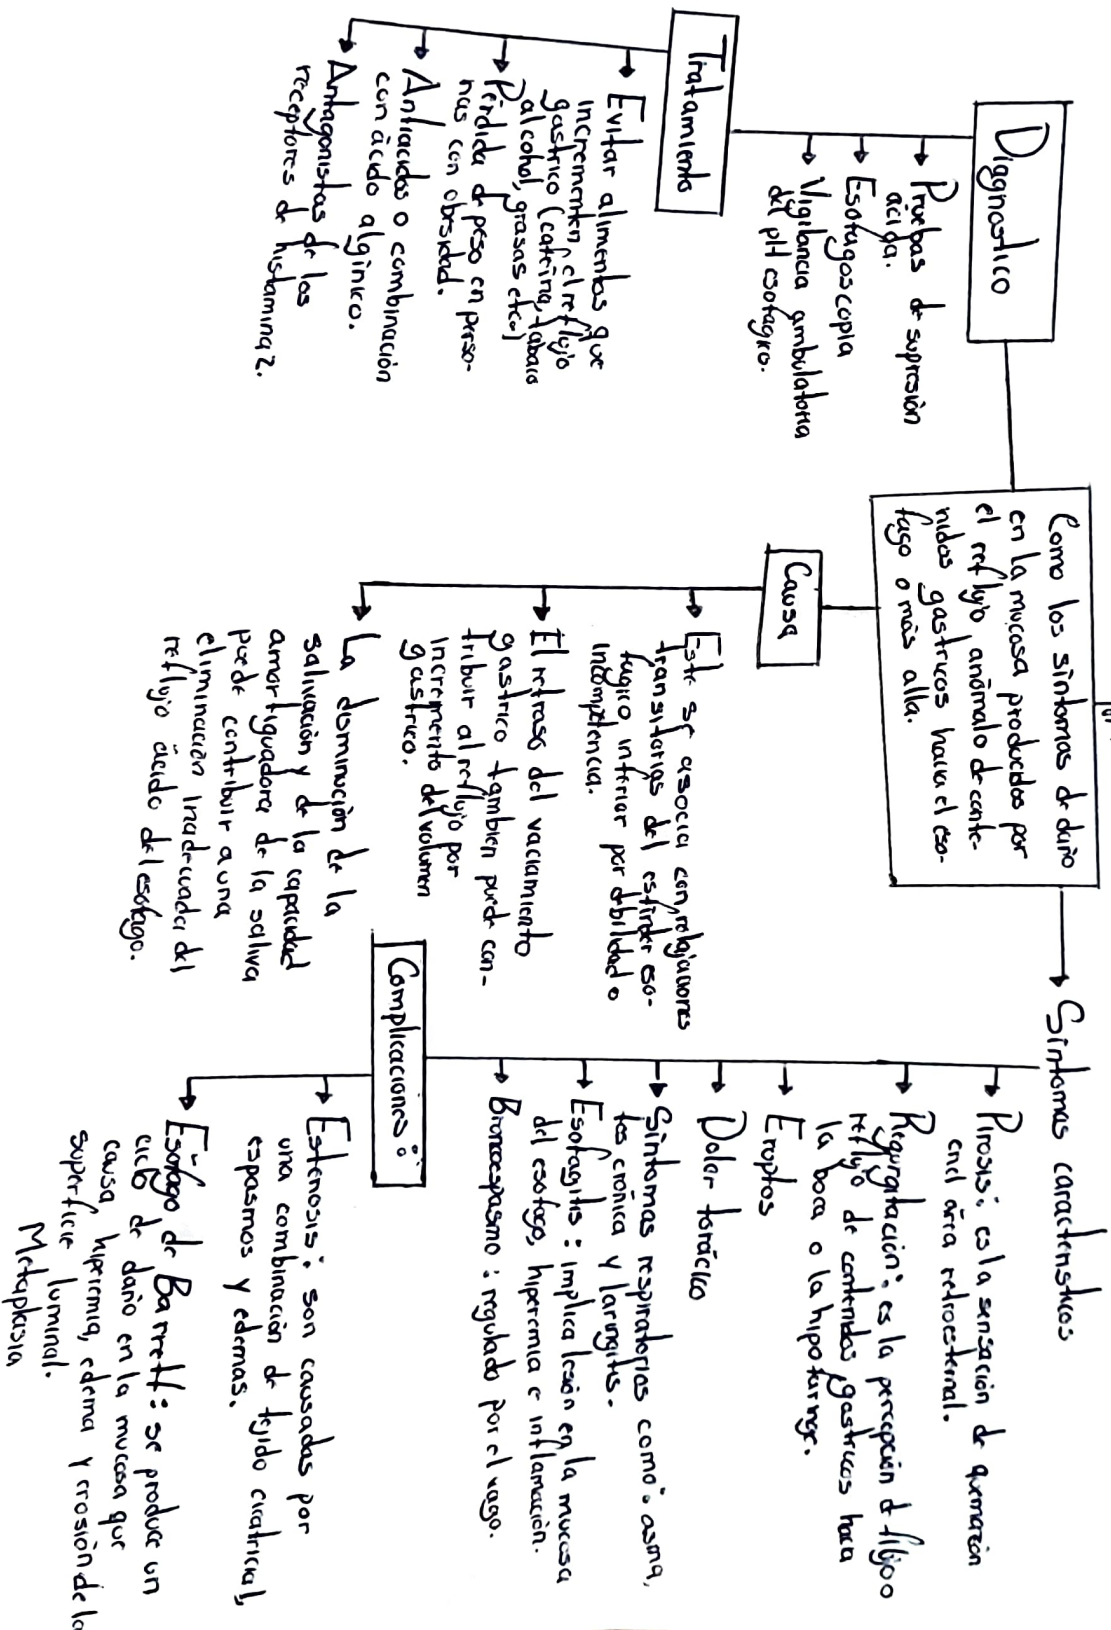 Como los síntomas de daño
en la mucosa producidos por
el reflujo anómalo de conte-
nidos gastricos hacia el eso-
fago o más alla.
Diagnostico
Pruebas de supresión
ácida.
Esofagoscopia
Vigilancia ambulatoria
del pH esofagico.
Tratamiento
Evitar alimentos que
incrementen el reflujo
gastrico (cafeina, tabaco
alcohol, grasas etc.)
Perdida de peso en perso-
nas con obesidad.
Antiacidos o combinación
con ácido alginico.
Antagonistas de los
receptores de histamina 2.
Causa
Este se asocia con relajaciones
transitorias del esfinter eso-
fagico inferior por debilidad o
incompetencia.
El retraso del vaciamiento
gastrico tambien puede con-
tribuir al reflujo por
incremento del volumen
gastrico.
La disminución de la
salivación y de la capacidad
amortiguadora de la saliva
puede contribuir a una
eliminación inadecuada del
reflujo ácido del esofago.
Sintomas caracteristicos
Pirosis: es la sensación de quemazón
en el área retroesternal.
Regurgitación: es la percepción d flujo o
reflujo de contenidos gastricos hacia
la boca o la hipofaringe.
Eruptos
Dolor torácico
Sintomas respiratorios como: asma,
tos crónica y laringitis.
Esofagitis: implica lesión en la mucosa
del esofago, hiperemia e inflamación.
Broncoespasmo: regulado por el vago.
Complicaciones:
Estenosis: son causadas por
una combinación de tejido cicatricial,
espasmos y edemas.
Esófago de Barrett: se produce un
ciclo de daño en la mucosa que
causa hiperemia, edema y erosión de la
superficie luminal.
Metaplasia